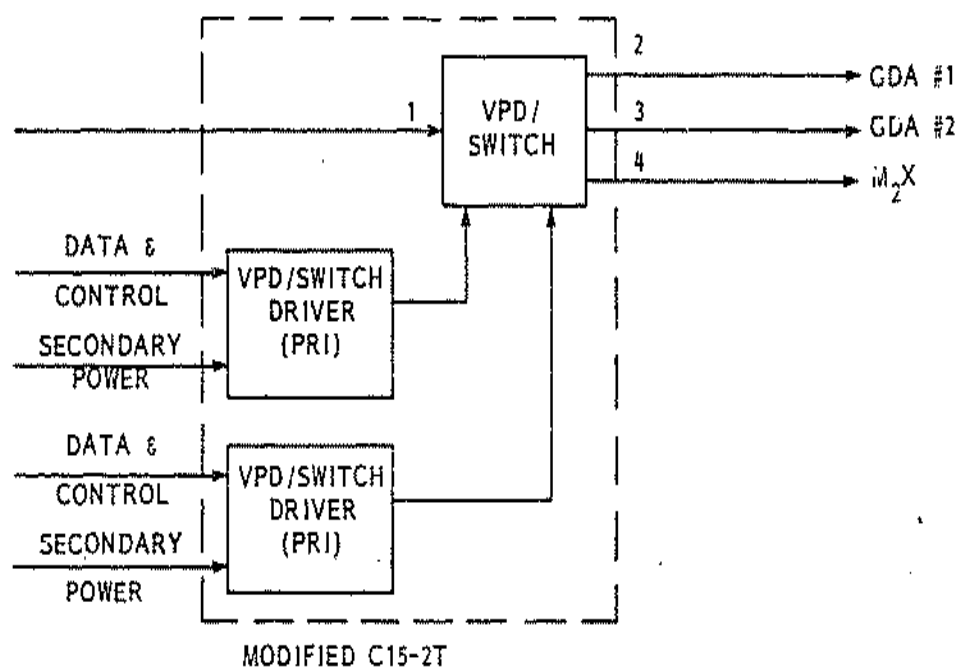 2
GDA #1
1
VPD/
SWITCH
3
GDA #2
4
M2X
DATA &
CONTROL
VPD/SWITCH
DRIVER
(PRI)
SECONDARY
POWER
DATA &
CONTROL
VPD/SWITCH
DRIVER
(PRI)
SECONDARY
POWER
MODIFIED C15-2T